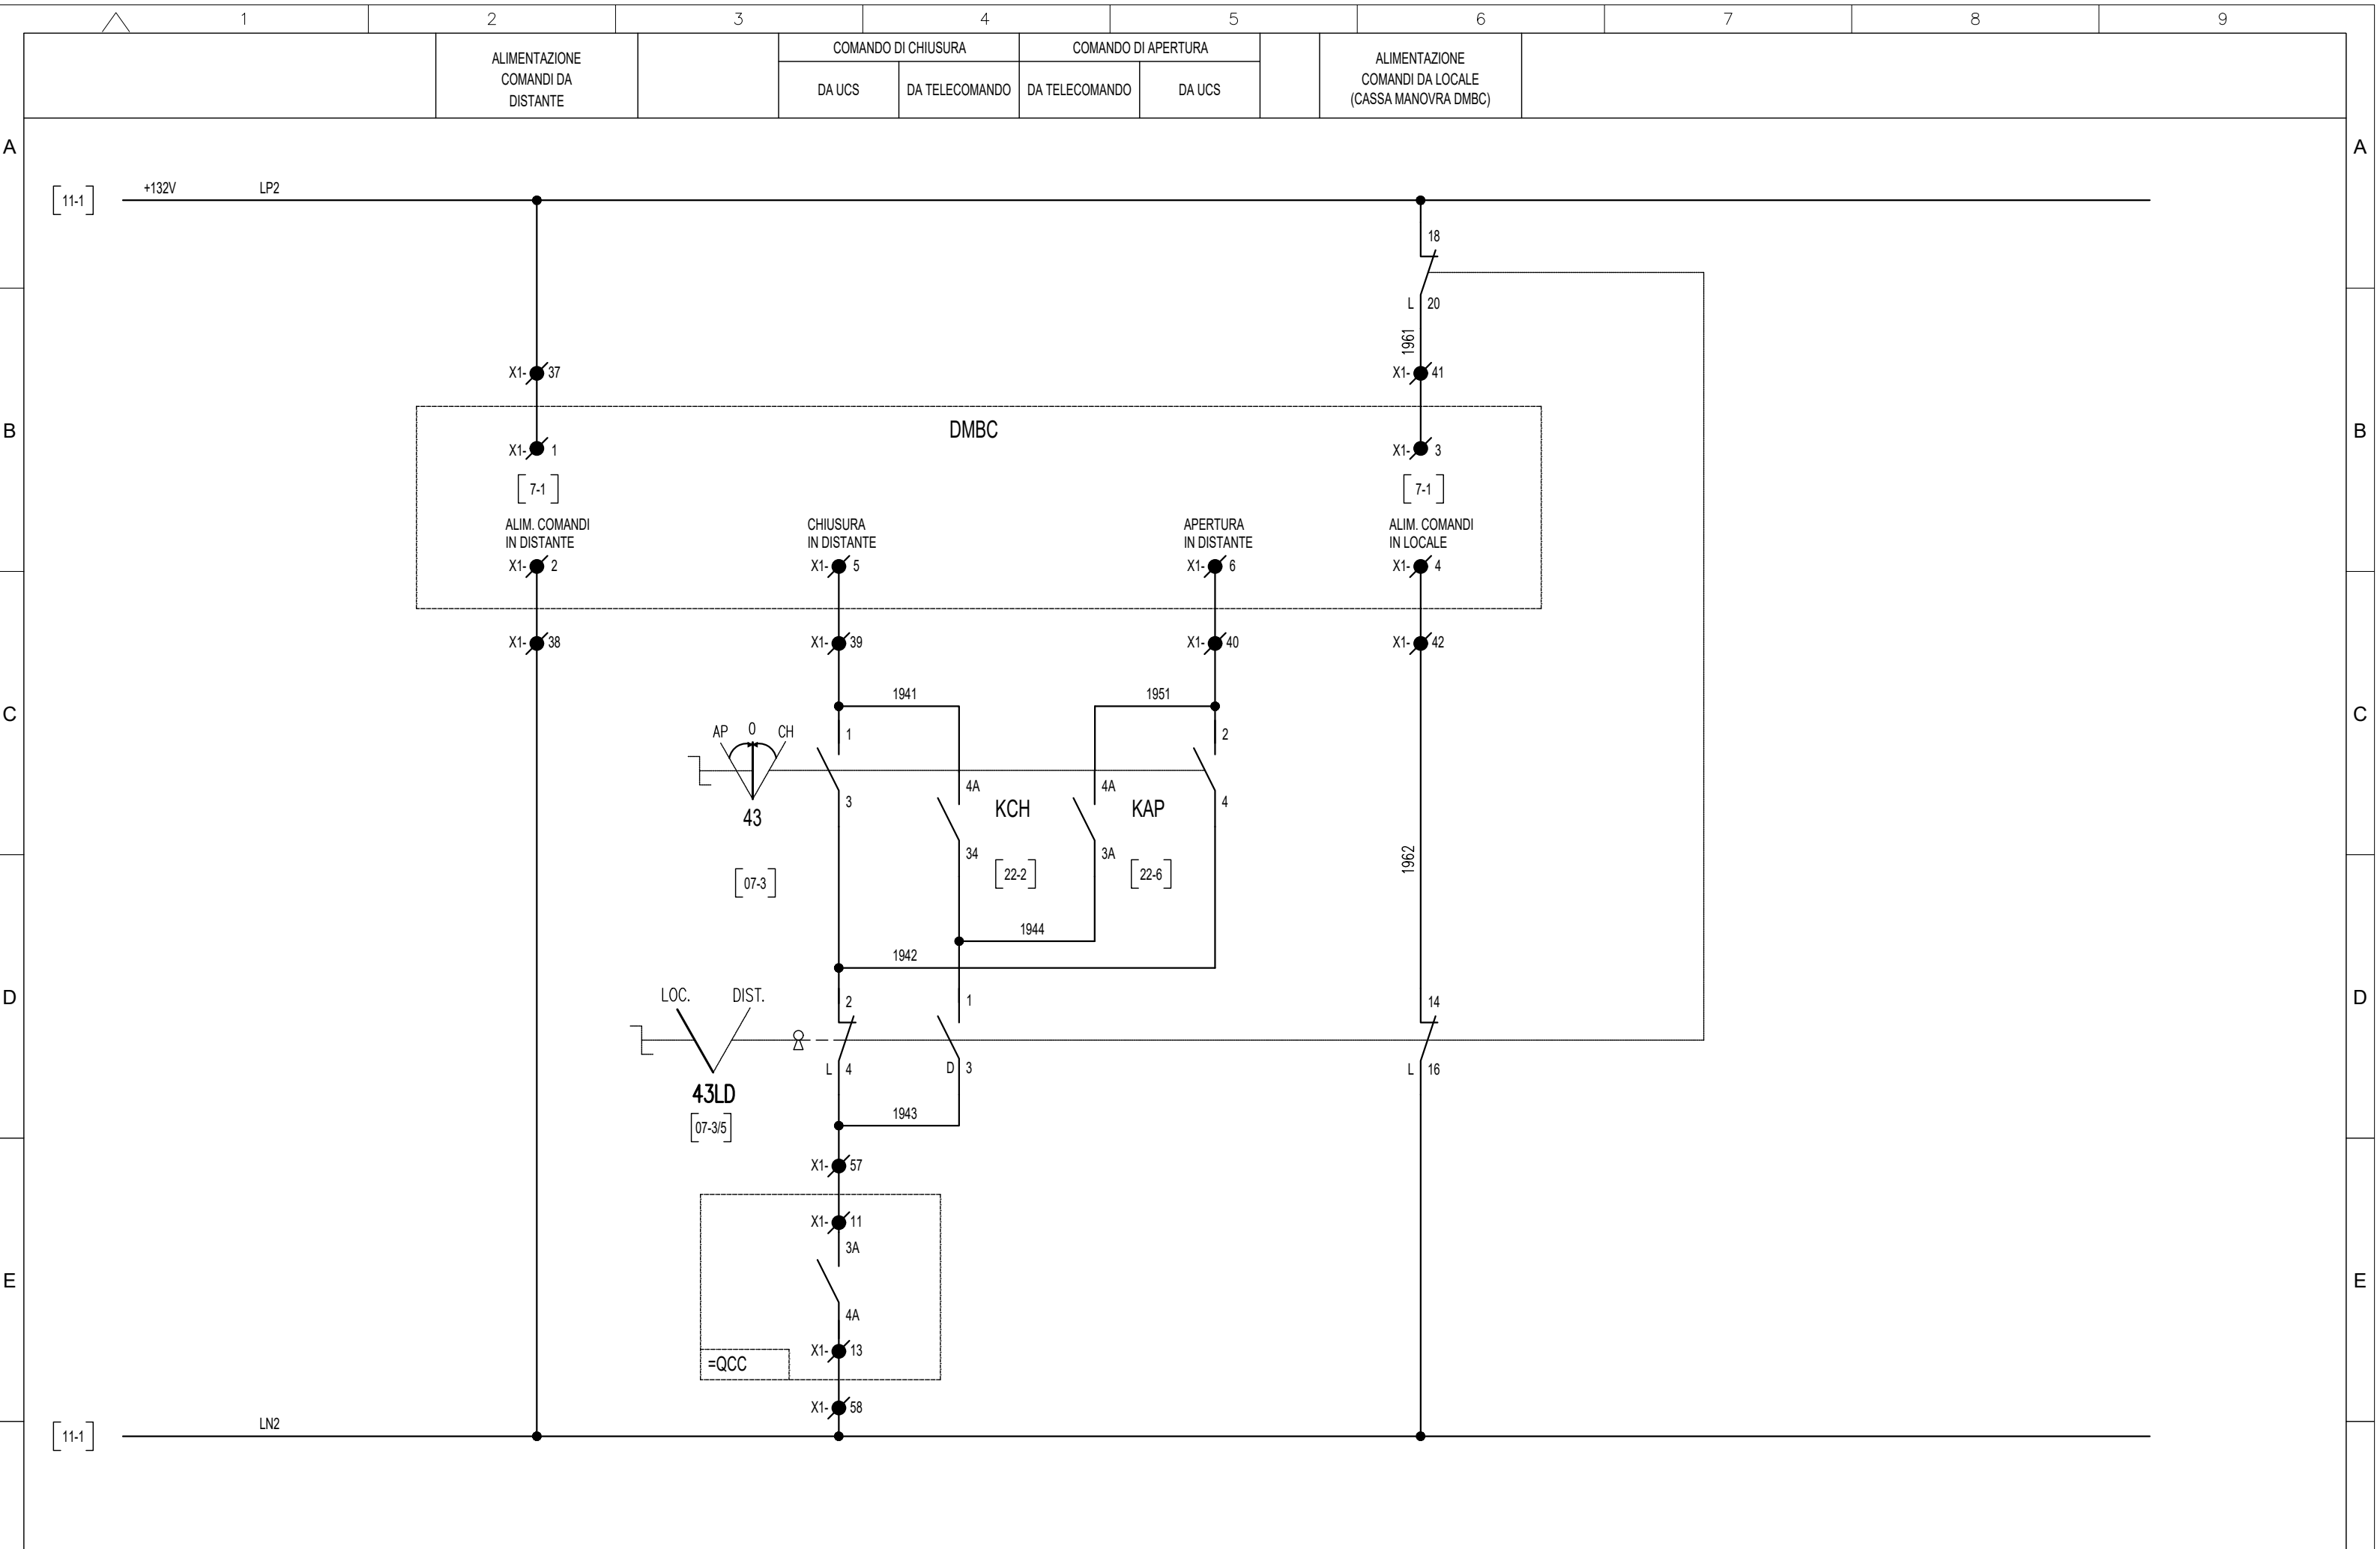 1 2 3 4 5 6 7 8 9
COMANDO DI CHIUSURA COMANDO DI APERTURA
ALIMENTAZIONE
COMANDI DA
DISTANTE
DA UCS DA TELECOMANDO DA TELECOMANDO DA UCS
ALIMENTAZIONE
COMANDI DA LOCALE
(CASSA MANOVRA DMBC)
A A
+132V LP2
11-1
18
L 20
1961
X1- 37 X1- 41
B DMBC B
X1- 1 X1- 3
7-1 7-1
ALIM. COMANDI
IN DISTANTE
CHIUSURA
IN DISTANTE
APERTURA
IN DISTANTE
ALIM. COMANDI
IN LOCALE
X1- 2 X1- 5 X1- 6 X1- 4
X1- 38 X1- 39 X1- 40 X1- 42
1941 1951
C C
AP 0 CH 1 2
4A 4A
3 KCH KAP 4
43
34 3A
1962
07-3 22-2 22-6
1944
1942
D D
LOC. DIST. 2 1 14
L 4 D 3 L 16
43LD
1943
07-3/5
X1- 57
X1- 11
3A
E E
4A
X1- 13
=QCC
X1- 58
LN2
11-1